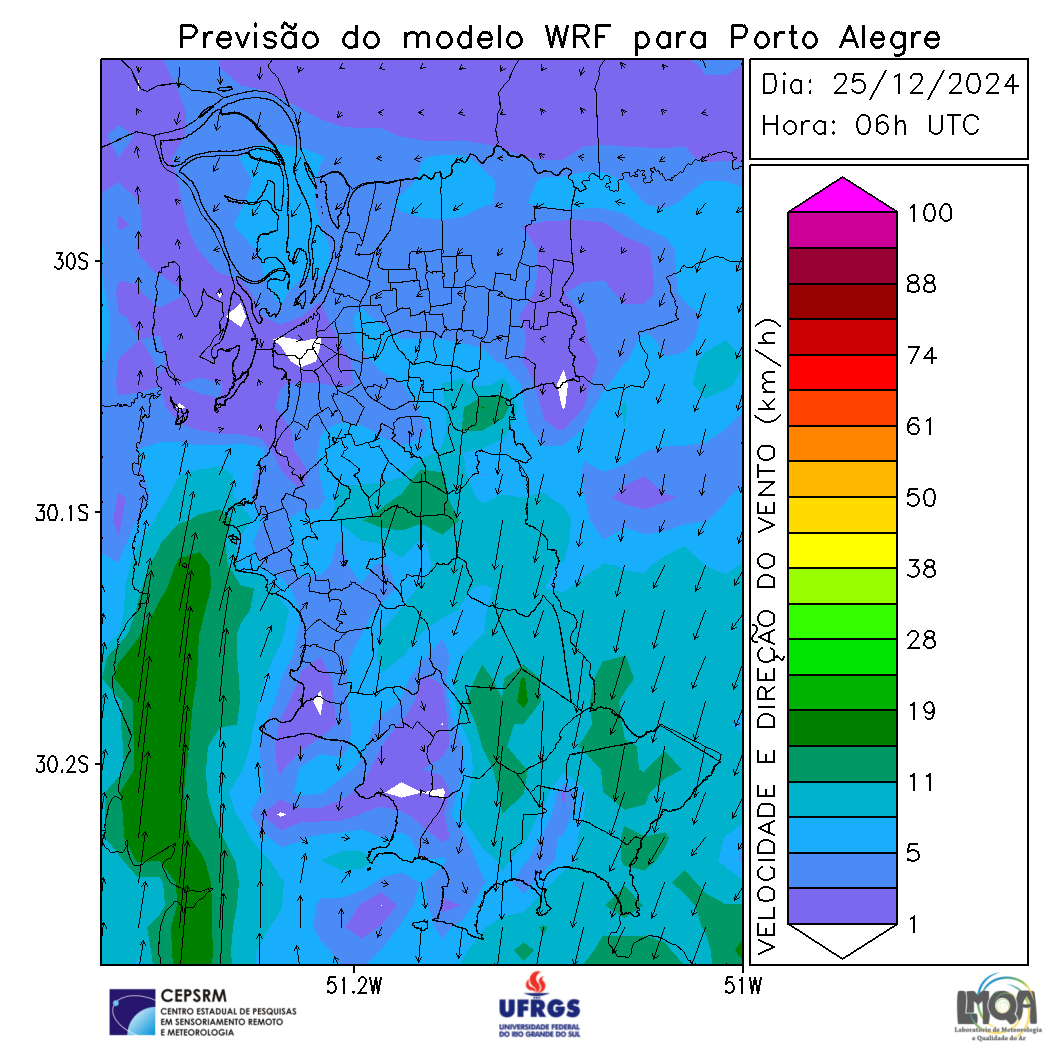 Previsão do modelo WRF para Porto Alegre
Dia: 25/12/2024
Hora: 06h UTC
30S
30.1S
30.2S
51.2W
51W
VELOCIDADE E DIREÇÃO DO VENTO (km/h)
100
88
74
61
50
38
28
19
11
5
1
CEPSRM
CENTRO ESTADUAL DE PESQUISAS
EM SENSORIAMENTO REMOTO
E METEOROLOGIA
UFRGS
UNIVERSIDADE FEDERAL
DO RIO GRANDE DO SUL
LMQA
Laboratório de Meteorologia
e Qualidade do Ar